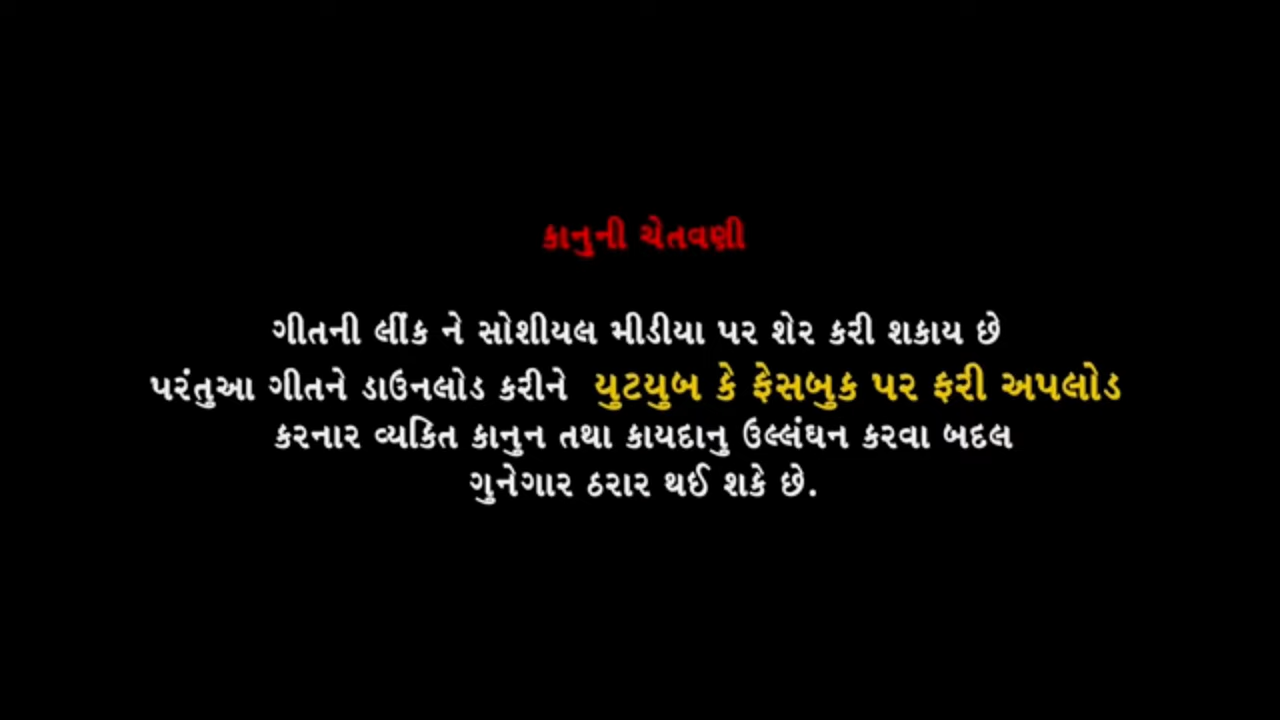 કાનુની ચેતવણી
ગીતની લીંક ને સોશીયલ મીડીયા પર શેર કરી શકાય છે
પરંતુઆ ગીતને ડાઉનલોડ કરીને યુટયુબ કે ફેસબુક પર ફરી અપલોડ
કરનાર વ્યકિત કાનુન તથા કાયદાનુ ઉલ્લંઘન કરવા બદલ
ગુનેગાર ઠરાર થઈ શકે છે.